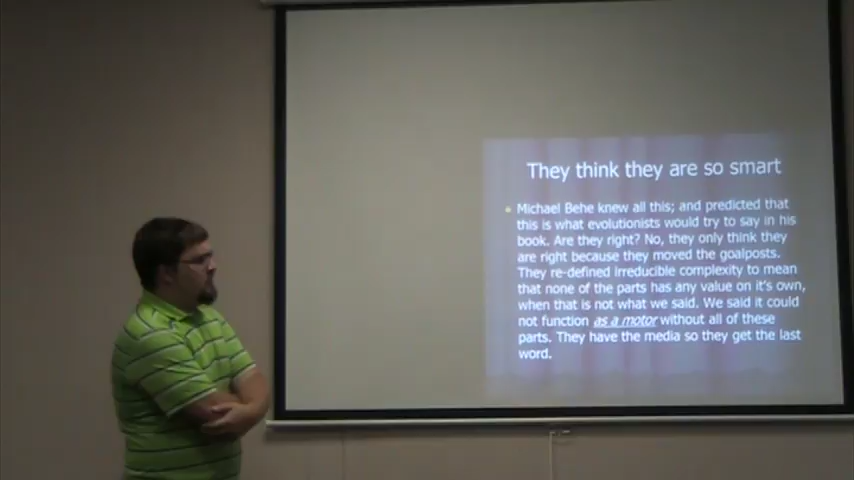 They think they are so smart
Michael Behe knew all this; and predicted that
this is what evolutionists would try to say in his
book. Are they right? No, they only think they
are right because they moved the goalposts.
They re-defined irreducible complexity to mean
that none of the parts has any value on it's own,
when that is not what we said. We said it could
not function as a motor without all of these
parts. They have the media so they get the last
word.